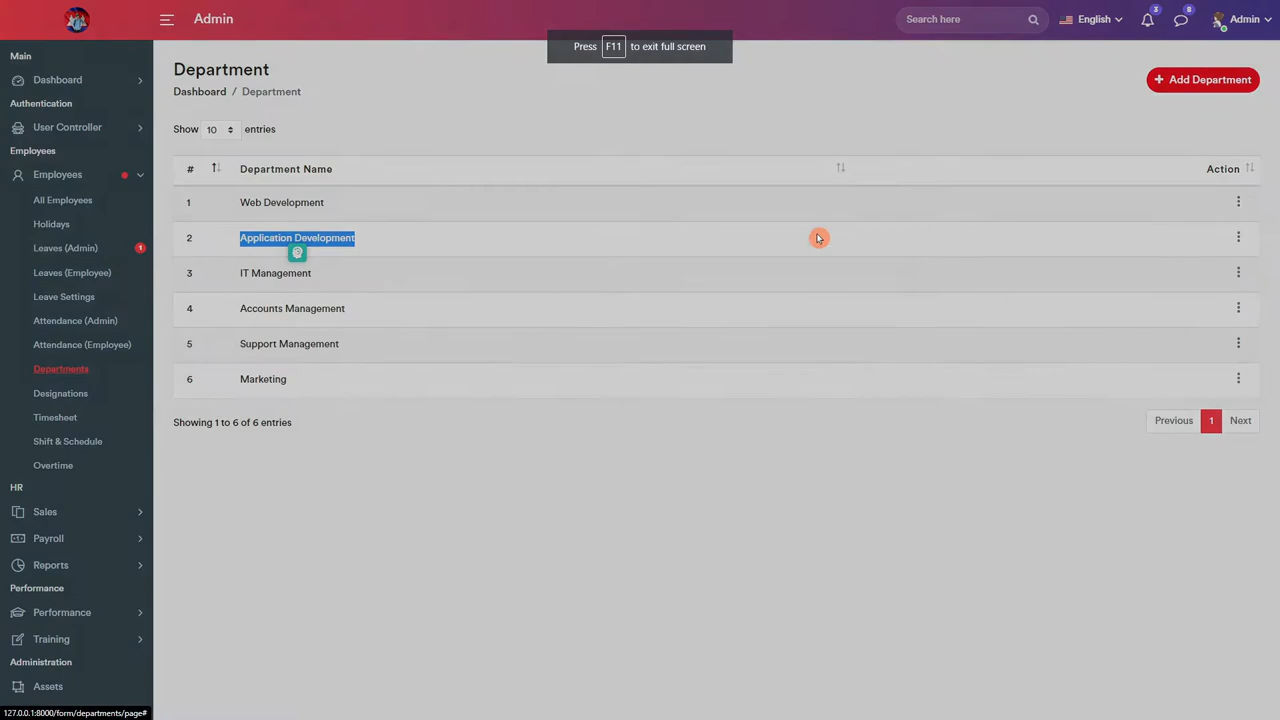 Admin
Search here
English
3
8
Admin
Press F11 to exit full screen
Main
Dashboard
Authentication
User Controller
Employees
Employees
All Employees
Holidays
Leaves (Admin) 1
Leaves (Employee)
Leave Settings
Attendance (Admin)
Attendance (Employee)
Departments
Designations
Timesheet
Shift & Schedule
Overtime
HR
Sales
Payroll
Reports
Performance
Performance
Training
Administration
Assets
127.0.0.1:8000/form/departments/page#
Department
Dashboard / Department
+ Add Department
Show 10 entries
# Department Name Action
1 Web Development
2 Application Development
3 IT Management
4 Accounts Management
5 Support Management
6 Marketing
Showing 1 to 6 of 6 entries
Previous 1 Next